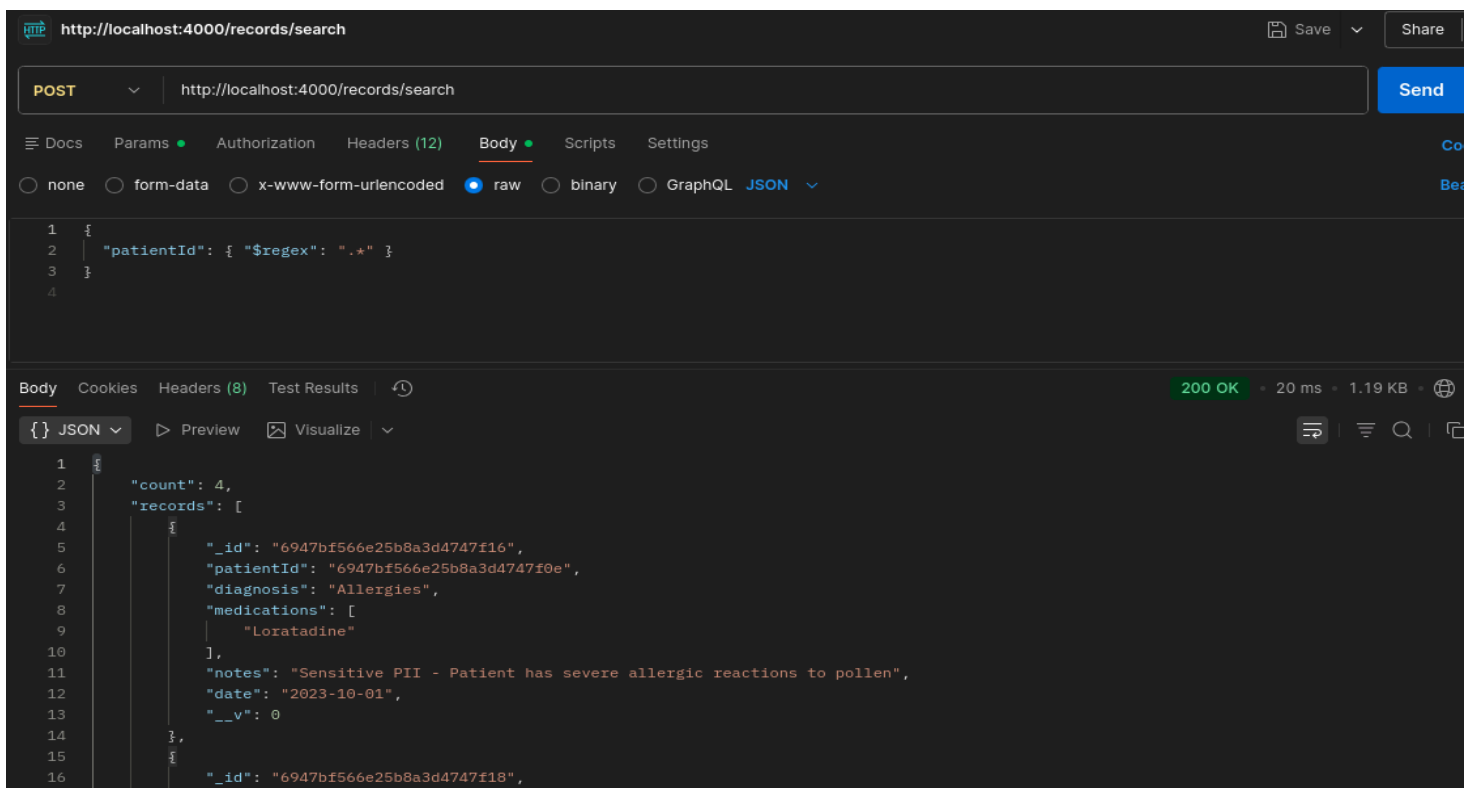 HTTP http://localhost:4000/records/search Save Share
POST http://localhost:4000/records/search Send
Docs Params Authorization Headers (12) Body Scripts Settings
none form-data x-www-form-urlencoded raw binary GraphQL JSON
1 {
2 "patientId": { "$regex": ".*" }
3 }
4
Body Cookies Headers (8) Test Results 200 OK 20 ms 1.19 KB
{} JSON Preview Visualize
1 {
2 "count": 4,
3 "records": [
4 {
5 "_id": "6947bf566e25b8a3d4747f16",
6 "patientId": "6947bf566e25b8a3d4747f0e",
7 "diagnosis": "Allergies",
8 "medications": [
9 "Loratadine"
10 ],
11 "notes": "Sensitive PII - Patient has severe allergic reactions to pollen",
12 "date": "2023-10-01",
13 "__v": 0
14 },
15 {
16 "_id": "6947bf566e25b8a3d4747f18",